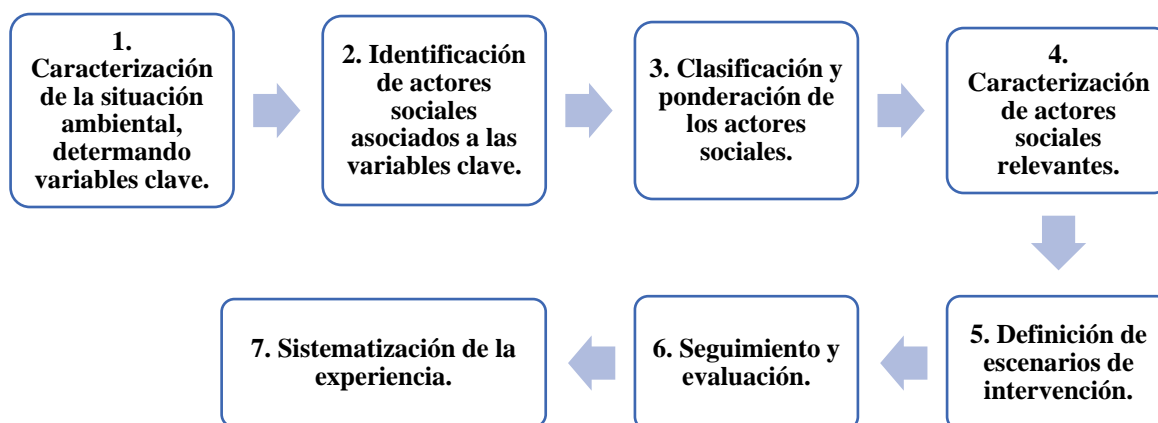 1.
Caracterización
de la situación
ambiental,
determando
variables clave.
2. Identificación
de actores
sociales
asociados a las
variables clave.
3. Clasificación y
ponderación de
los actores
sociales.
4.
Caracterización
de actores
sociales
relevantes.
5. Definición de
escenarios de
intervención.
6. Seguimiento y
evaluación.
7. Sistematización de la
experiencia.